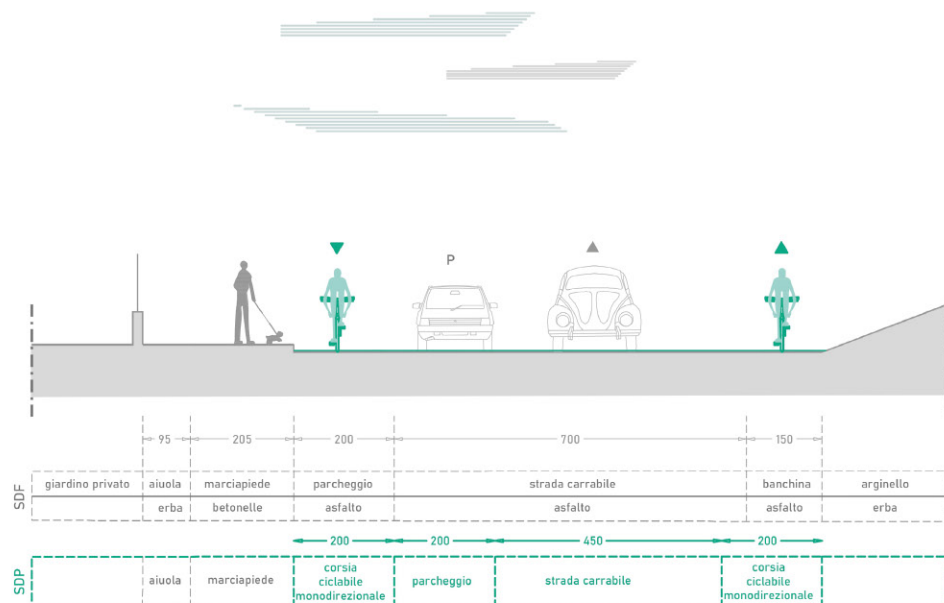 P
95 205 200 700 150
SDF
giardino privato aiuola marciapiede parcheggio strada carrabile banchina arginello
erba betonelle asfalto asfalto asfalto erba
200 200 450 200
SDP
aiuola marciapiede corsia ciclabile monodirezionale parcheggio strada carrabile corsia ciclabile monodirezionale